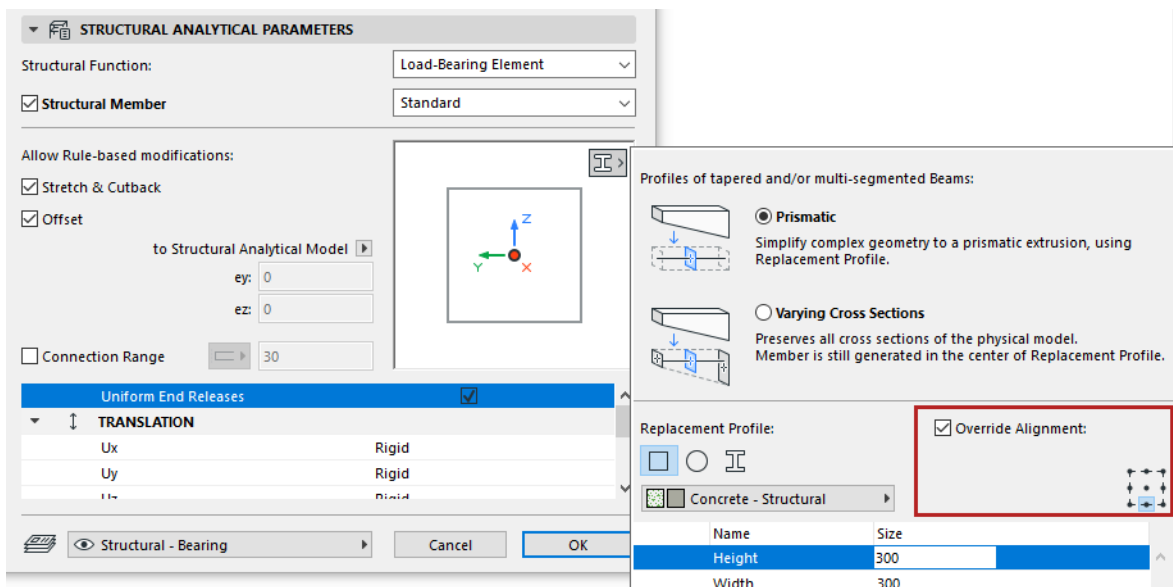 STRUCTURAL ANALYTICAL PARAMETERS
Structural Function:
Load-Bearing Element
Structural Member
Standard
Allow Rule-based modifications:
Stretch & Cutback
Offset
to Structural Analytical Model
ey: 0
ez: 0
Connection Range
30
Z
Y
X
Uniform End Releases
TRANSLATION
Ux Rigid
Uy Rigid
Uz Rigid
Structural - Bearing
Cancel
OK
Profiles of tapered and/or multi-segmented Beams:
Prismatic
Simplify complex geometry to a prismatic extrusion, using
Replacement Profile.
Varying Cross Sections
Preserves all cross sections of the physical model.
Member is still generated in the center of Replacement Profile.
Replacement Profile:
Override Alignment:
Concrete - Structural
Name Size
Height 300
Width 300